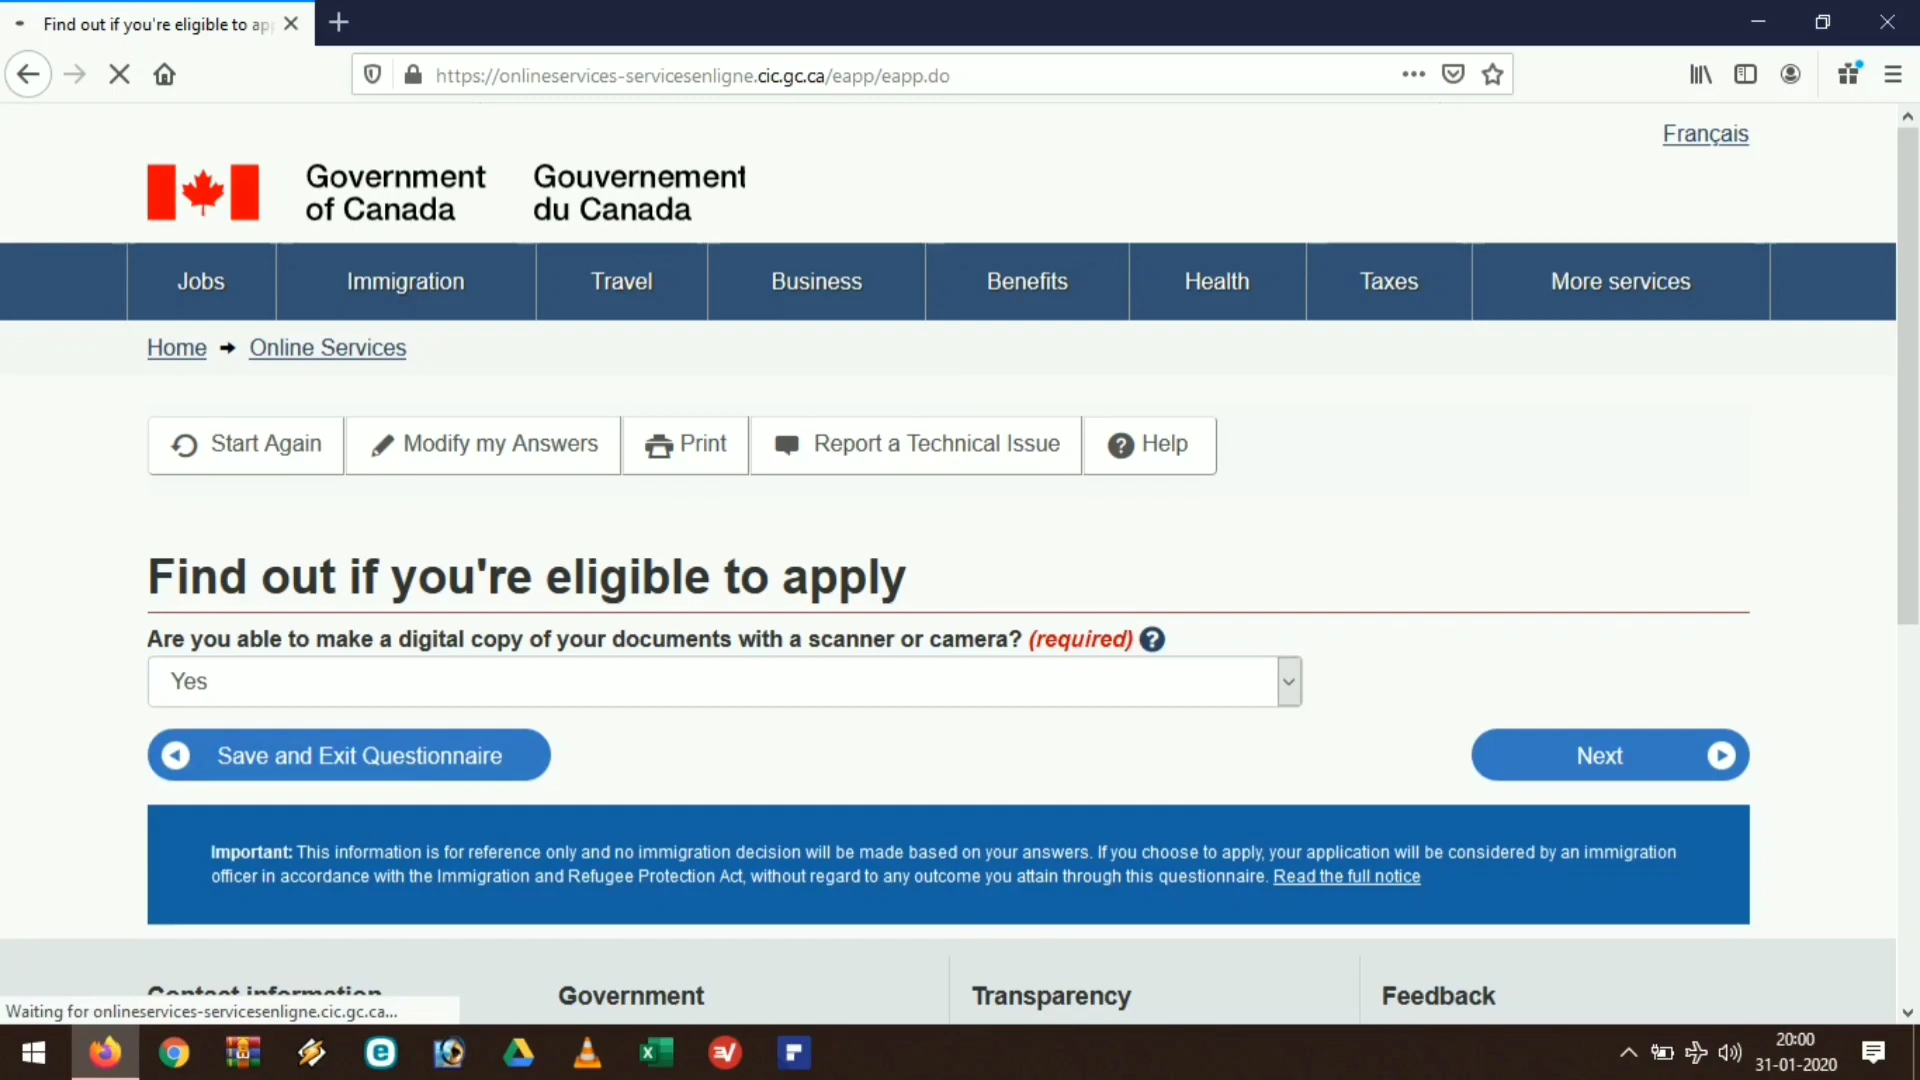 Find out if you're eligible to ap
https://onlineservices-servicesenligne.cic.gc.ca/eapp/eapp.do
Français
Government of Canada
Gouvernement du Canada
Jobs
Immigration
Travel
Business
Benefits
Health
Taxes
More services
Home
Online Services
Start Again
Modify my Answers
Print
Report a Technical Issue
Help
Find out if you're eligible to apply
Are you able to make a digital copy of your documents with a scanner or camera? (required)
Yes
Save and Exit Questionnaire
Next
Important: This information is for reference only and no immigration decision will be made based on your answers. If you choose to apply, your application will be considered by an immigration
officer in accordance with the Immigration and Refugee Protection Act, without regard to any outcome you attain through this questionnaire. Read the full notice
Contact information
Government
Transparency
Feedback
Waiting for onlineservices-servicesenligne.cic.gc.ca...
20:00
31-01-2020